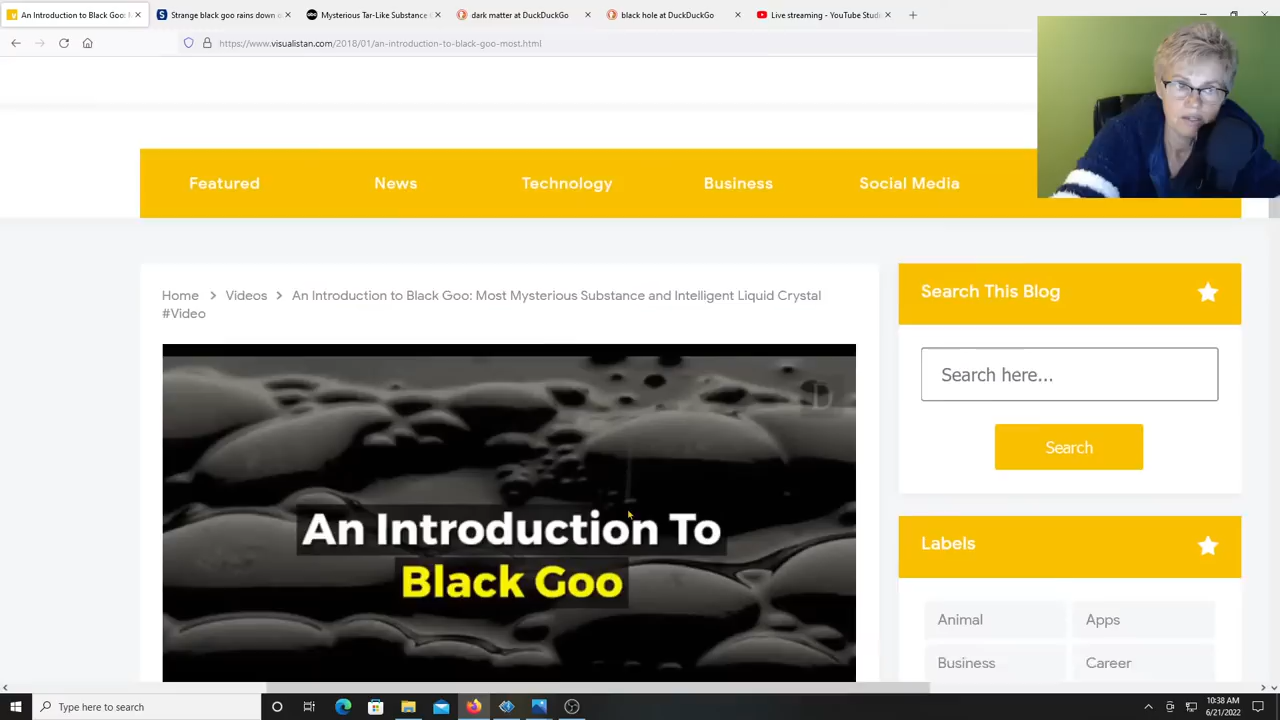 An Introduction to Black Goo: M
Strange black goo rains down o
Mysterious Tar-Like Substance
dark matter at DuckDuckGo
black hole at DuckDuckGo
Live streaming - YouTube Studi
https://www.visualistan.com/2018/01/an-introduction-to-black-goo-most.html
Featured
News
Technology
Business
Social Media
Home > Videos > An Introduction to Black Goo: Most Mysterious Substance and Intelligent Liquid Crystal
#Video
Search This Blog
Search here...
Search
An Introduction To
Black Goo
Labels
Animal
Apps
Business
Career
Type here to search
10:38 AM
6/21/2022